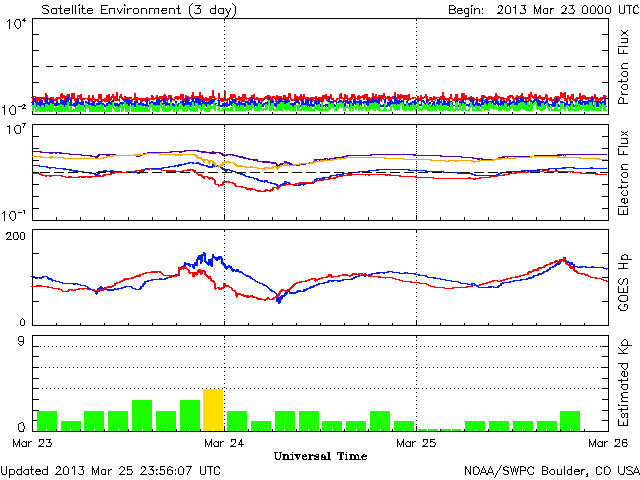 Satellite Environment (3 day) Begin: 2013 Mar 23 0000 UTC
10⁴
10⁻²
Proton Flux
10⁷
10⁻¹
Electron Flux
200
0
GOES Hp
9
0
Estimated Kp
Mar 23 Mar 24 Mar 25 Mar 26
Universal Time
Updated 2013 Mar 25 23:56:07 UTC NOAA/SWPC Boulder, CO USA